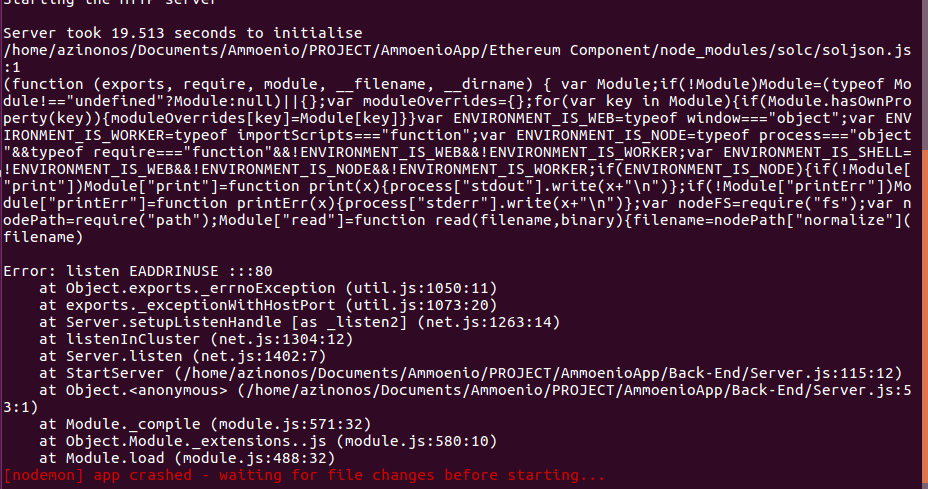 Starting the HTTP server
Server took 19.513 seconds to initialise
/home/azinonos/Documents/Ammoenio/PROJECT/AmmoenioApp/Ethereum Component/node_modules/solc/soljson.js
:1
(function (exports, require, module, __filename, __dirname) { var Module;if(!Module)Module=(typeof Mo
dule!=="undefined"?Module:null)||{};var moduleOverrides={};for(var key in Module){if(Module.hasOwnPro
perty(key)){moduleOverrides[key]=Module[key]}}var ENVIRONMENT_IS_WEB=typeof window==="object";var ENV
IRONMENT_IS_WORKER=typeof importScripts==="function";var ENVIRONMENT_IS_NODE=typeof process==="object
"&&typeof require==="function"&&!ENVIRONMENT_IS_WEB&&!ENVIRONMENT_IS_WORKER;var ENVIRONMENT_IS_SHELL=
!ENVIRONMENT_IS_WEB&&!ENVIRONMENT_IS_NODE&&!ENVIRONMENT_IS_WORKER;if(ENVIRONMENT_IS_NODE){if(!Module[
"print"])Module["print"]=function print(x){process["stdout"].write(x+"\n")};if(!Module["printErr"])Mo
dule["printErr"]=function printErr(x){process["stderr"].write(x+"\n")};var nodeFS=require("fs");var n
odePath=require("path");Module["read"]=function read(filename,binary){filename=nodePath["normalize"](
filename)
Error: listen EADDRINUSE :::80
at Object.exports._errnoException (util.js:1050:11)
at exports._exceptionWithHostPort (util.js:1073:20)
at Server.setupListenHandle [as _listen2] (net.js:1263:14)
at listenInCluster (net.js:1304:12)
at Server.listen (net.js:1402:7)
at StartServer (/home/azinonos/Documents/Ammoenio/PROJECT/AmmoenioApp/Back-End/Server.js:115:12)
at Object.<anonymous> (/home/azinonos/Documents/Ammoenio/PROJECT/AmmoenioApp/Back-End/Server.js:5
3:1)
at Module._compile (module.js:571:32)
at Object.Module._extensions..js (module.js:580:10)
at Module.load (module.js:488:32)
[nodemon] app crashed - waiting for file changes before starting...